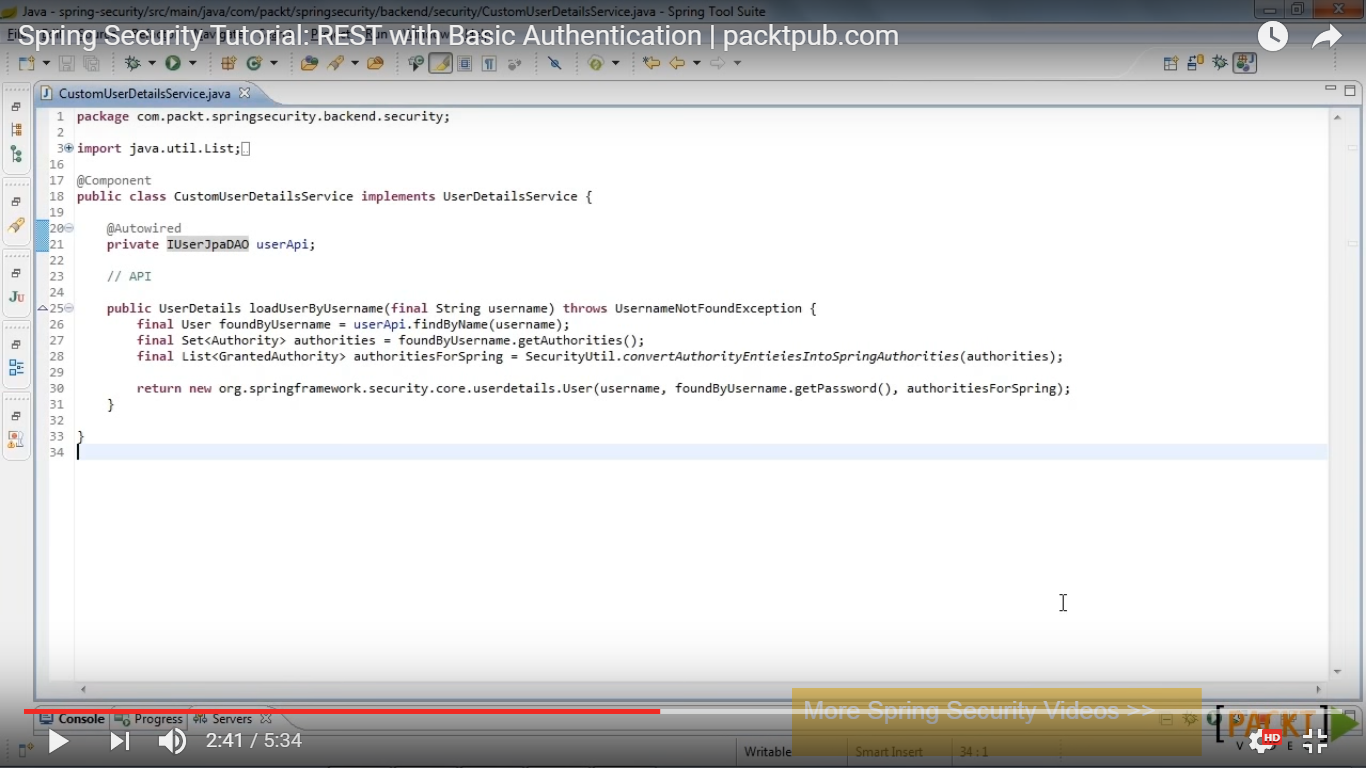 Java - spring-security/src/main/java/com/packt/springsecurity/backend/security/CustomUserDetailsService.java - Spring Tool Suite
Spring Security Tutorial: REST with Basic Authentication | packtpub.com
CustomUserDetailsService.java
1 package com.packt.springsecurity.backend.security;
2
3 import java.util.List;
16
17 @Component
18 public class CustomUserDetailsService implements UserDetailsService {
19
20 @Autowired
21 private IUserJpaDAO userApi;
22
23 // API
24
25 public UserDetails loadUserByUsername(final String username) throws UsernameNotFoundException {
26 final User foundByUsername = userApi.findByName(username);
27 final Set<Authority> authorities = foundByUsername.getAuthorities();
28 final List<GrantedAuthority> authoritiesForSpring = SecurityUtil.convertAuthorityEntieiesIntoSpringAuthorities(authorities);
29
30 return new org.springframework.security.core.userdetails.User(username, foundByUsername.getPassword(), authoritiesForSpring);
31 }
32
33 }
34
Ju
More Spring Security Videos >>
Console Progress Servers
[PACKT]
2:41 / 5:34
HD
Writable Smart Insert 34 : 1